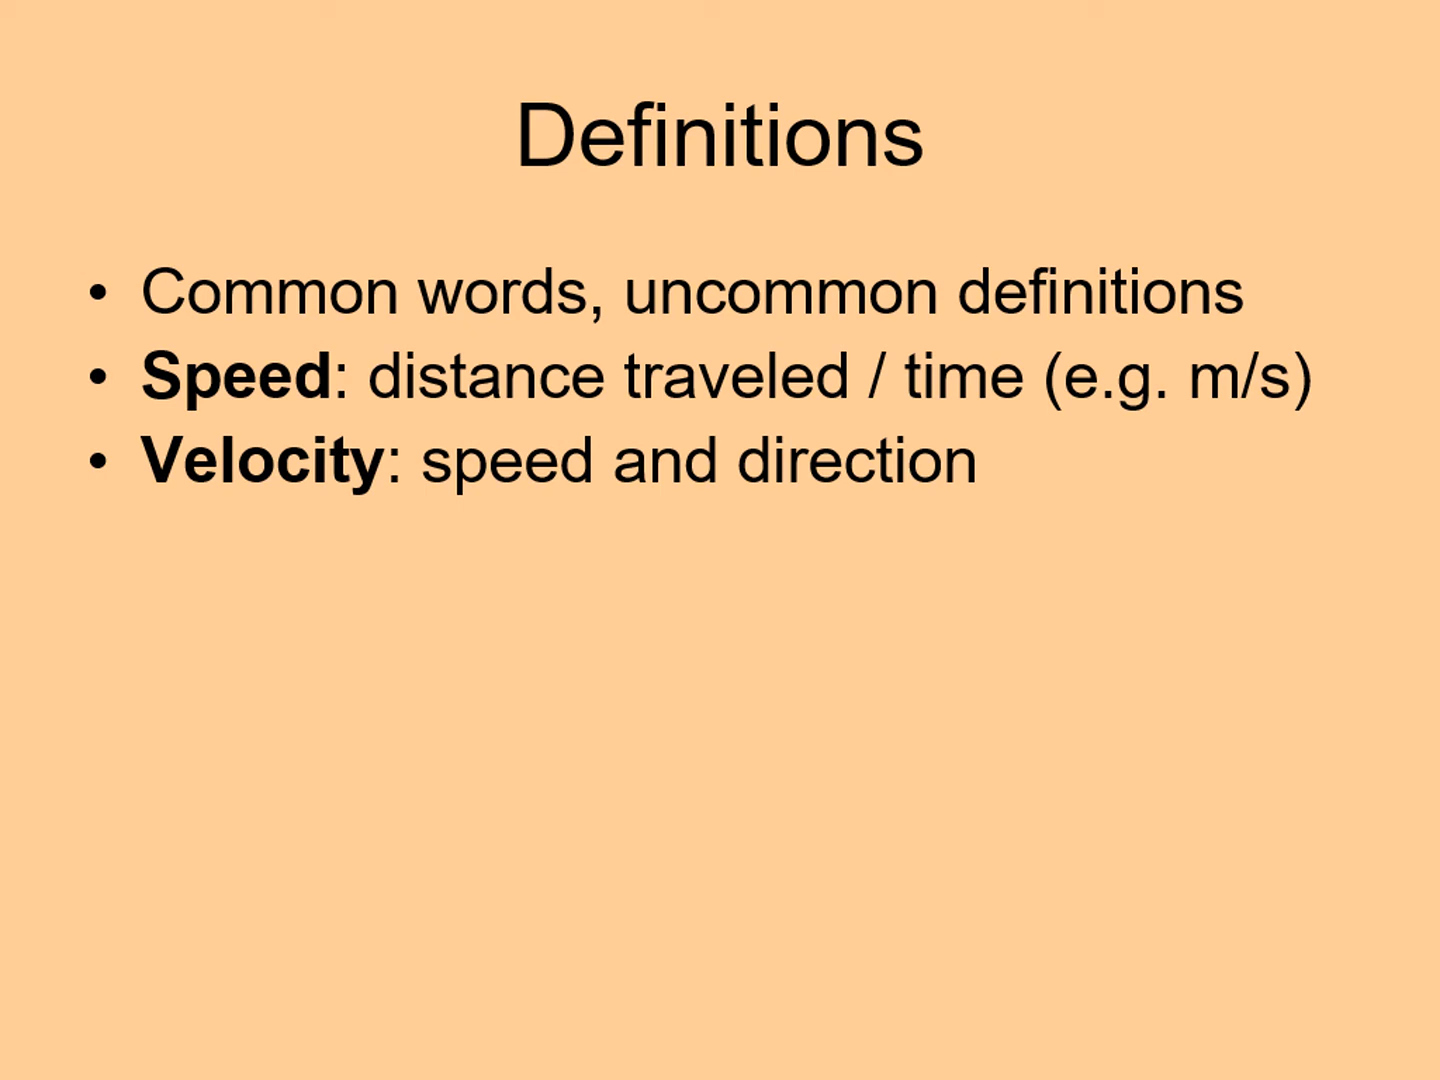 Definitions
• Common words, uncommon definitions
• Speed: distance traveled / time (e.g. m/s)
• Velocity: speed and direction